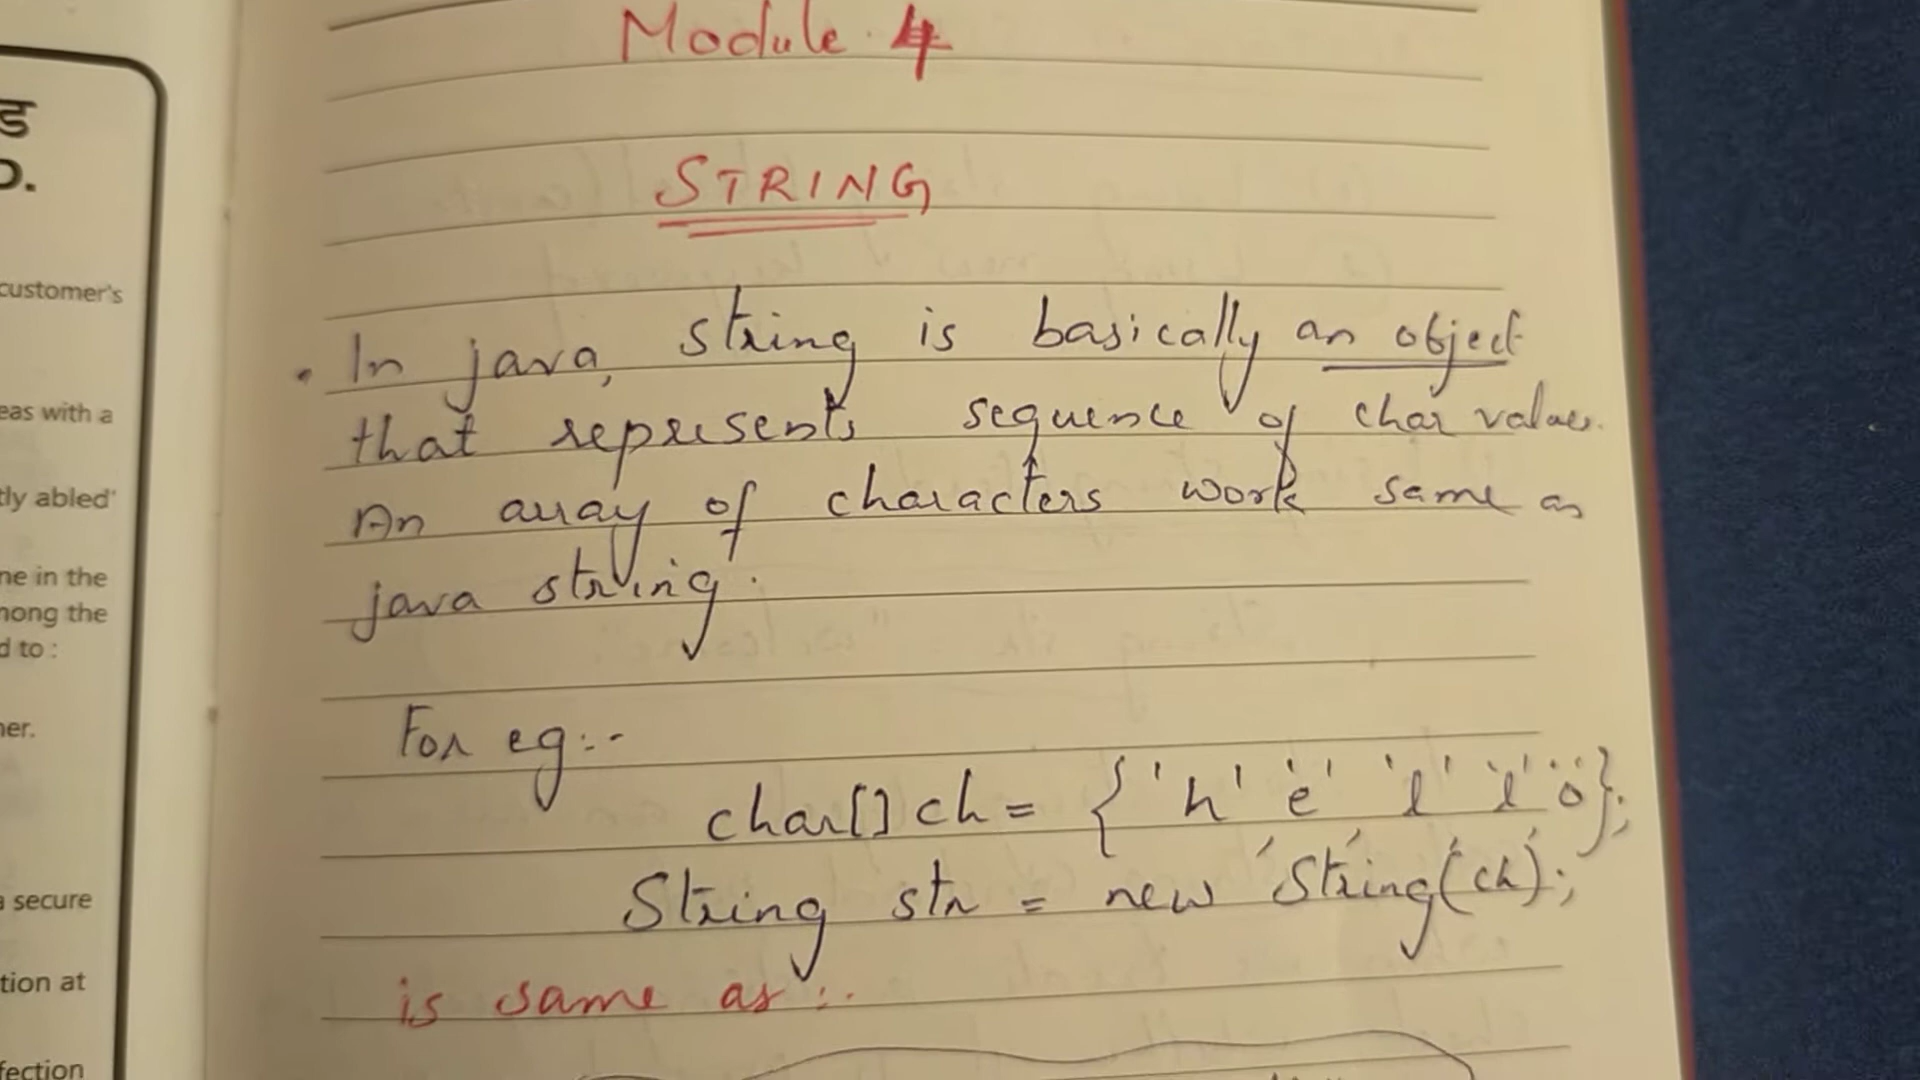 ड
D.
customer's
eas with a
tly abled'
ne in the
nong the
d to :
ner.
a secure
tion at
fection
Module 4
STRING
• In java, string is basically an object
that represents sequence of char values.
An array of characters work same as
java string.
For eg:-
char[] ch = { 'h' 'e' 'l' 'l' 'o'};
, , , ,
String str = new String(ch);
is same as :-